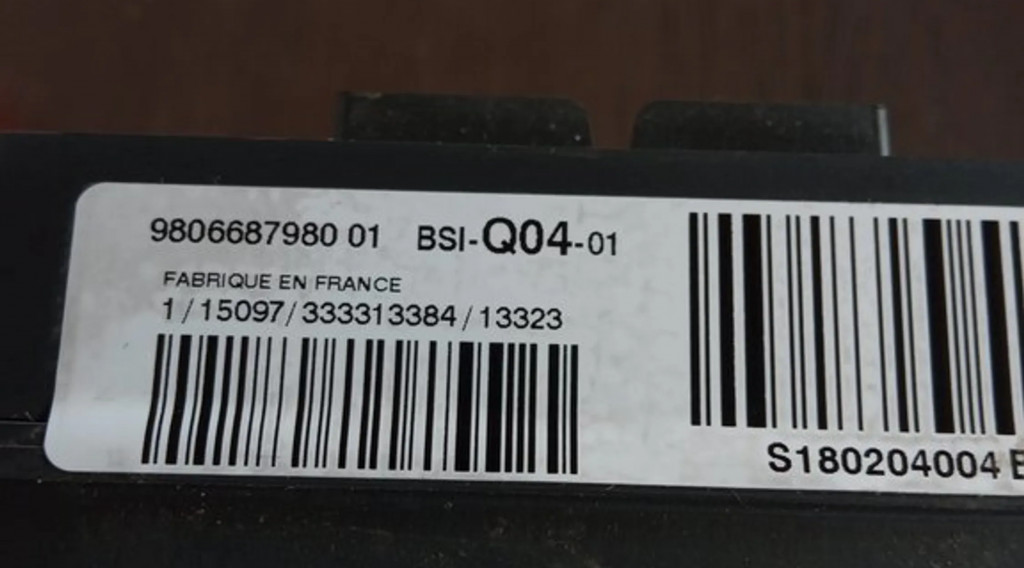 9806687980 01 BSI-Q04-01
FABRIQUE EN FRANCE
1/15097/333313384/13323
S180204004